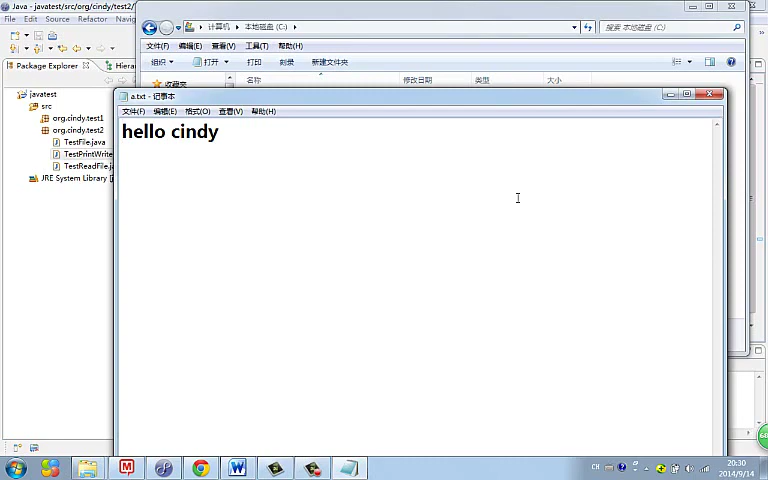 Java - javatest/src/org/cindy/test2/
File Edit Source Refactor Navig
Package Explorer Hierar
javatest
src
org.cindy.test1
org.cindy.test2
TestFile.java
TestPrintWrite
TestReadFile.ja
JRE System Library
计算机 本地磁盘 (C:)
搜索 本地磁盘 (C:)
文件(F) 编辑(E) 查看(V) 工具(T) 帮助(H)
组织 打开 打印 刻录 新建文件夹
收藏夹 名称 修改日期 类型 大小
a.txt - 记事本
文件(F) 编辑(E) 格式(O) 查看(V) 帮助(H)
hello cindy
68
CH
20:30
2014/9/14